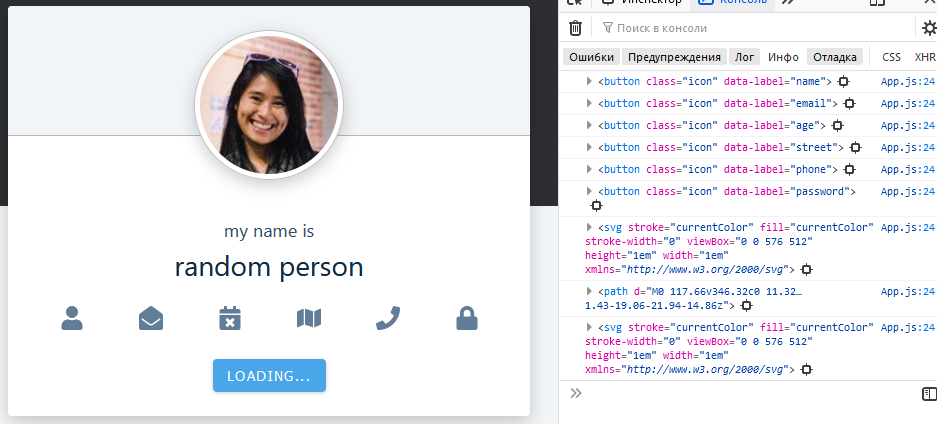 my name is
random person
LOADING...
Инспектор
Консоль
Поиск в консоли
Ошибки Предупреждения Лог Инфо Отладка CSS XHR
<button class="icon" data-label="name"> App.js:24
<button class="icon" data-label="email"> App.js:24
<button class="icon" data-label="age"> App.js:24
<button class="icon" data-label="street"> App.js:24
<button class="icon" data-label="phone"> App.js:24
<button class="icon" data-label="password"> App.js:24
<svg stroke="currentColor" fill="currentColor" App.js:24
stroke-width="0" viewBox="0 0 576 512"
height="1em" width="1em"
xmlns="http://www.w3.org/2000/svg">
<path d="M0 117.66v346.32c0 11.32… App.js:24
1.43-19.06-21.94-14.86z">
<svg stroke="currentColor" fill="currentColor" App.js:24
stroke-width="0" viewBox="0 0 576 512"
height="1em" width="1em"
xmlns="http://www.w3.org/2000/svg">